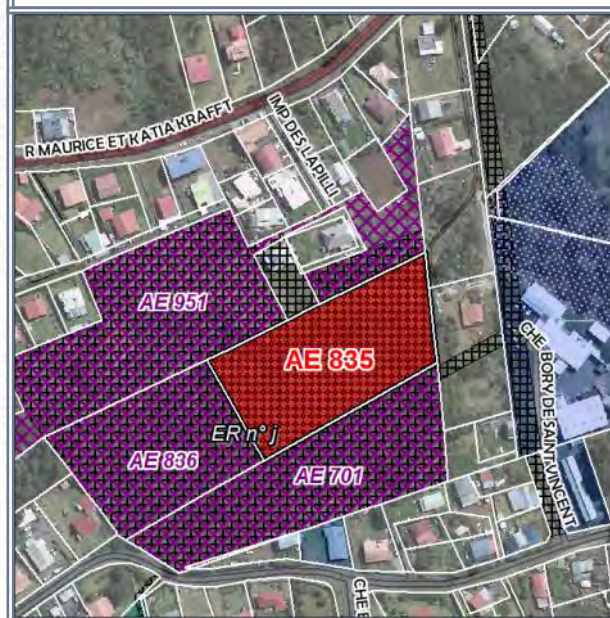 R MAURICE ET KATIA KRAFFT
IMP DES LAPILLI
AE 951
AE 835
ER n° j
AE 836
AE 701
CHE BORY DE SAINT VINCENT
CHE